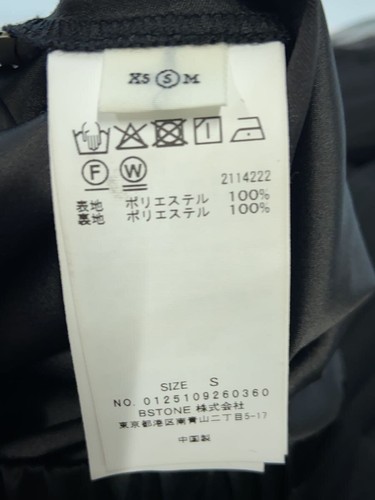 XS S M
F W
2114222
表地 ポリエステル 100%
裏地 ポリエステル 100%
SIZE S
NO. 0125109260360
BSTONE 株式会社
東京都港区南青山二丁目5-17
中国製